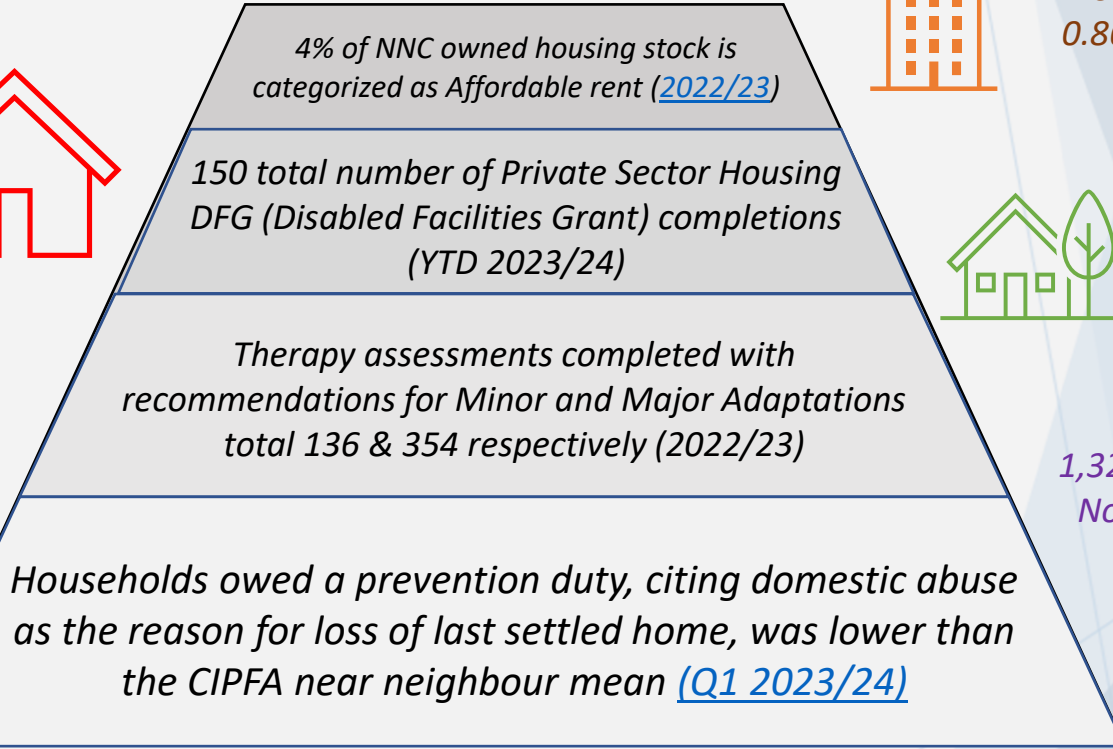 4% of NNC owned housing stock is
categorized as Affordable rent (2022/23)
150 total number of Private Sector Housing
DFG (Disabled Facilities Grant) completions
(YTD 2023/24)
Therapy assessments completed with
recommendations for Minor and Major Adaptations
total 136 & 354 respectively (2022/23)
Households owed a prevention duty, citing domestic abuse
as the reason for loss of last settled home, was lower than
the CIPFA near neighbour mean (Q1 2023/24)